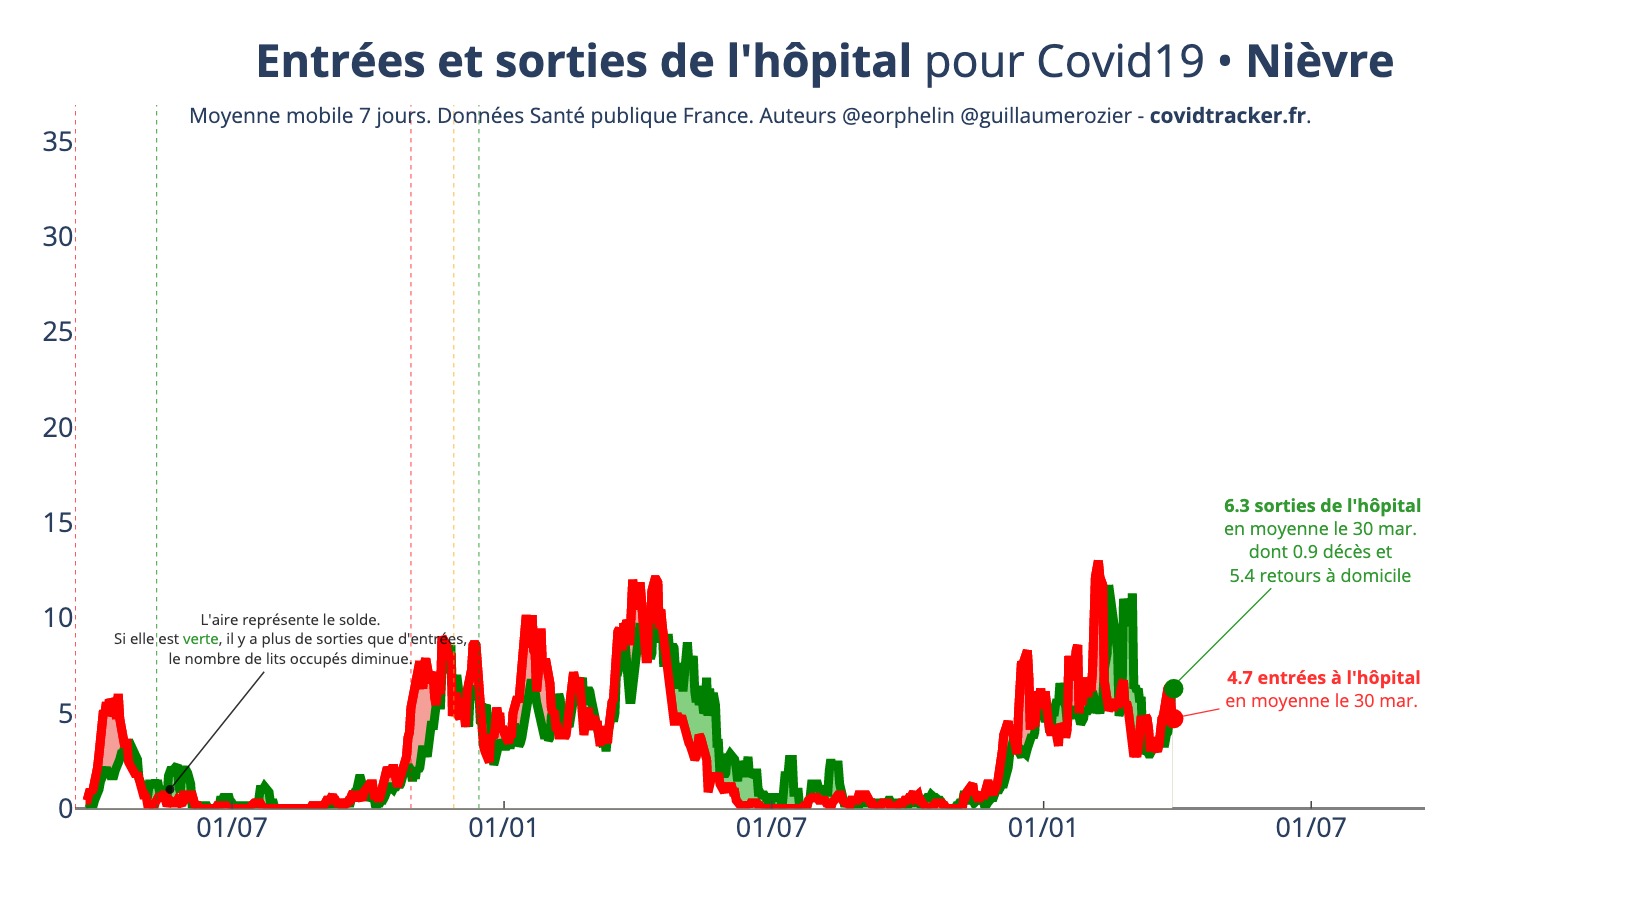 Entrées et sorties de l'hôpital pour Covid19 • Nièvre
Moyenne mobile 7 jours. Données Santé publique France. Auteurs @eorphelin @guillaumerozier - covidtracker.fr.
35
30
25
20
15
10
5
0
L'aire représente le solde.
Si elle est verte, il y a plus de sorties que d'entrées,
le nombre de lits occupés diminue.
6.3 sorties de l'hôpital
en moyenne le 30 mar.
dont 0.9 décès et
5.4 retours à domicile
4.7 entrées à l'hôpital
en moyenne le 30 mar.
01/07
01/01
01/07
01/01
01/07